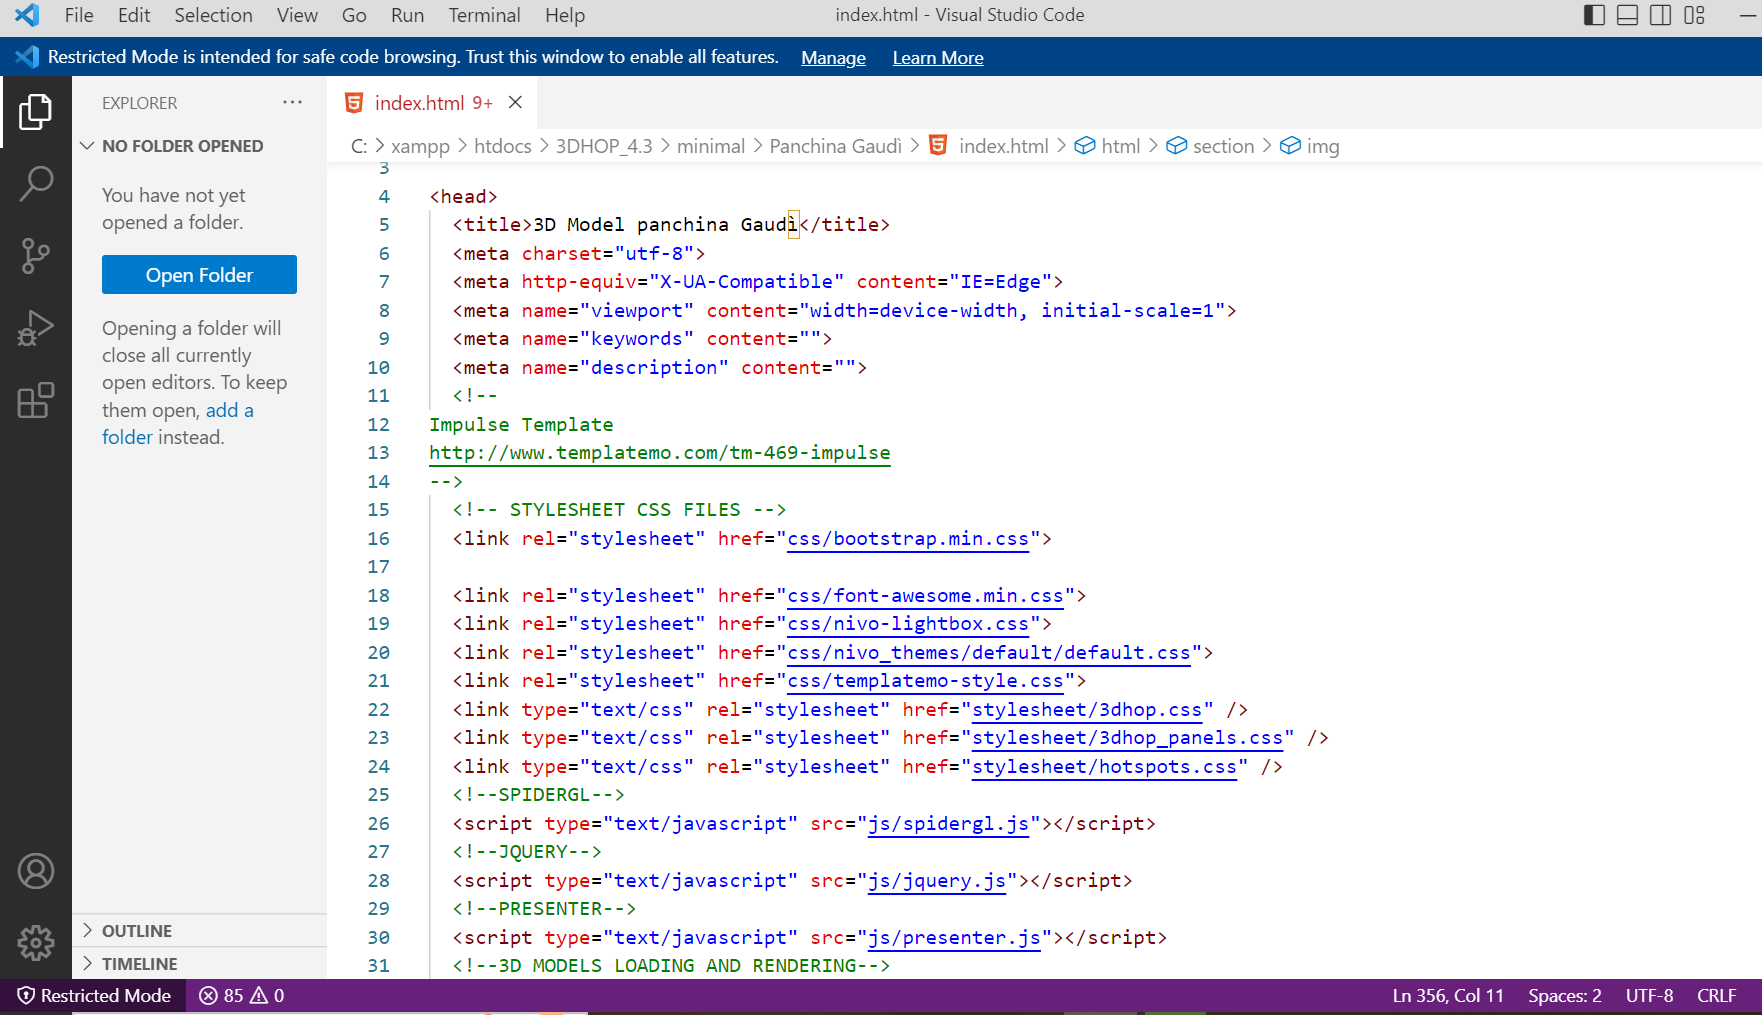 File Edit Selection View Go Run Terminal Help index.html - Visual Studio Code
Restricted Mode is intended for safe code browsing. Trust this window to enable all features. Manage Learn More
EXPLORER ···
index.html 9+
NO FOLDER OPENED
You have not yet
opened a folder.
Open Folder
Opening a folder will
close all currently
open editors. To keep
them open, add a
folder instead.
OUTLINE
TIMELINE
C: > xampp > htdocs > 3DHOP_4.3 > minimal > Panchina Gaudì > index.html > html > section > img
3
4 <head>
5 <title>3D Model panchina Gaudì</title>
6 <meta charset="utf-8">
7 <meta http-equiv="X-UA-Compatible" content="IE=Edge">
8 <meta name="viewport" content="width=device-width, initial-scale=1">
9 <meta name="keywords" content="">
10 <meta name="description" content="">
11 <!--
12 Impulse Template
13 http://www.templatemo.com/tm-469-impulse
14 -->
15 <!-- STYLESHEET CSS FILES -->
16 <link rel="stylesheet" href="css/bootstrap.min.css">
17
18 <link rel="stylesheet" href="css/font-awesome.min.css">
19 <link rel="stylesheet" href="css/nivo-lightbox.css">
20 <link rel="stylesheet" href="css/nivo_themes/default/default.css">
21 <link rel="stylesheet" href="css/templatemo-style.css">
22 <link type="text/css" rel="stylesheet" href="stylesheet/3dhop.css" />
23 <link type="text/css" rel="stylesheet" href="stylesheet/3dhop_panels.css" />
24 <link type="text/css" rel="stylesheet" href="stylesheet/hotspots.css" />
25 <!--SPIDERGL-->
26 <script type="text/javascript" src="js/spidergl.js"></script>
27 <!--JQUERY-->
28 <script type="text/javascript" src="js/jquery.js"></script>
29 <!--PRESENTER-->
30 <script type="text/javascript" src="js/presenter.js"></script>
31 <!--3D MODELS LOADING AND RENDERING-->
Restricted Mode 85 0 Ln 356, Col 11 Spaces: 2 UTF-8 CRLF